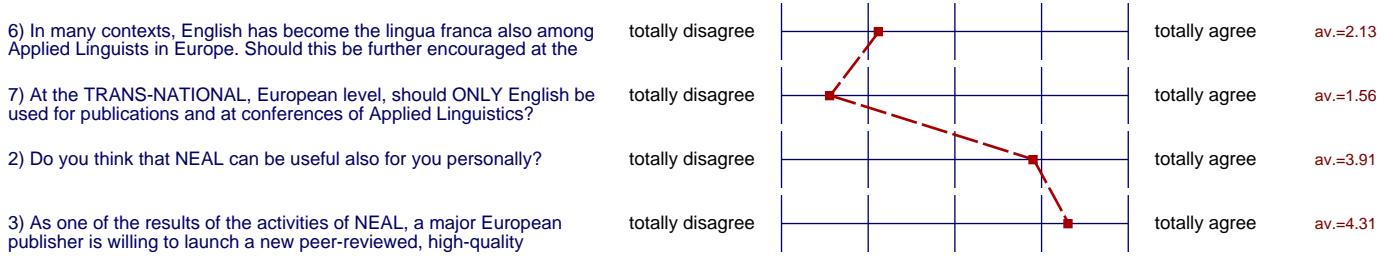 6) In many contexts, English has become the lingua franca also among
Applied Linguists in Europe. Should this be further encouraged at the
totally disagree
totally agree
av.=2.13
7) At the TRANS-NATIONAL, European level, should ONLY English be
used for publications and at conferences of Applied Linguistics?
totally disagree
totally agree
av.=1.56
2) Do you think that NEAL can be useful also for you personally?
totally disagree
totally agree
av.=3.91
3) As one of the results of the activities of NEAL, a major European
publisher is willing to launch a new peer-reviewed, high-quality
totally disagree
totally agree
av.=4.31